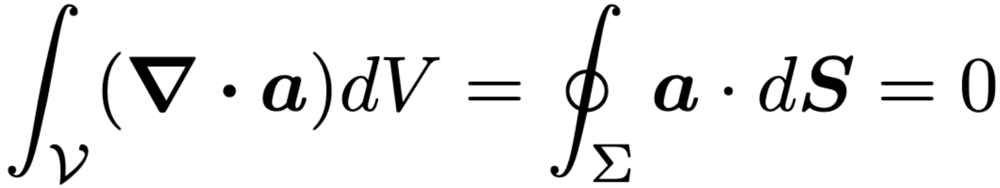 ∫_𝒱 (𝛁 · 𝒂)dV = ∮_Σ 𝒂 · d𝑺 = 0